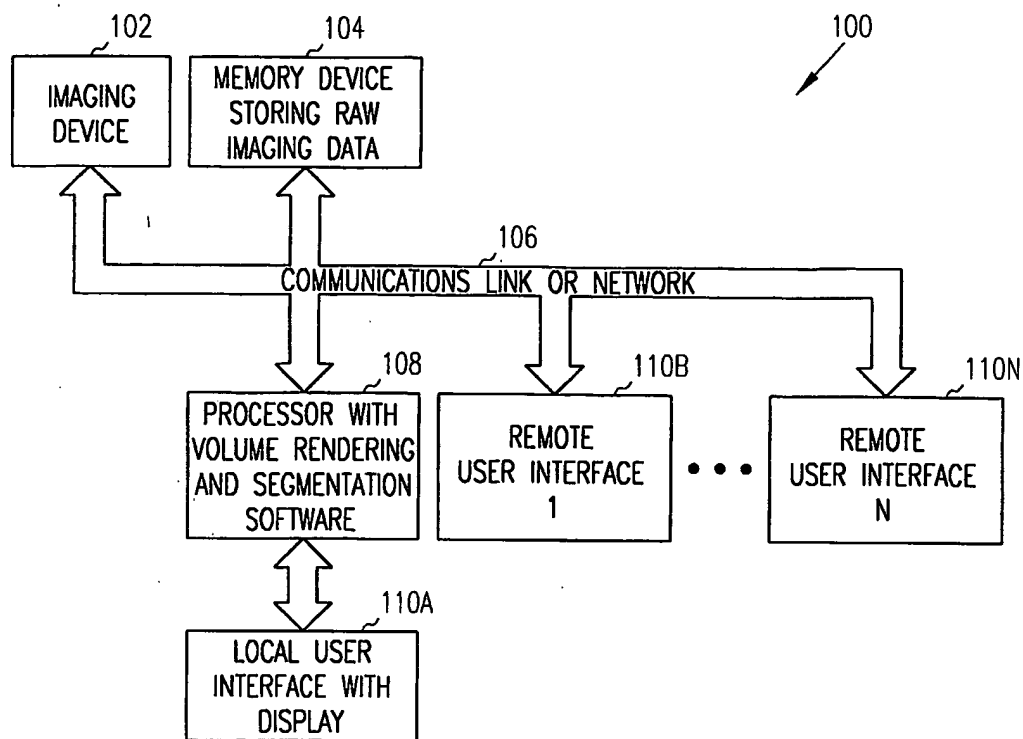 102
IMAGING
DEVICE
104
MEMORY DEVICE
STORING RAW
IMAGING DATA
100
106
COMMUNICATIONS LINK OR NETWORK
108
PROCESSOR WITH
VOLUME RENDERING
AND SEGMENTATION
SOFTWARE
110B
REMOTE
USER INTERFACE
1
110N
REMOTE
USER INTERFACE
N
110A
LOCAL USER
INTERFACE WITH
DISPLAY